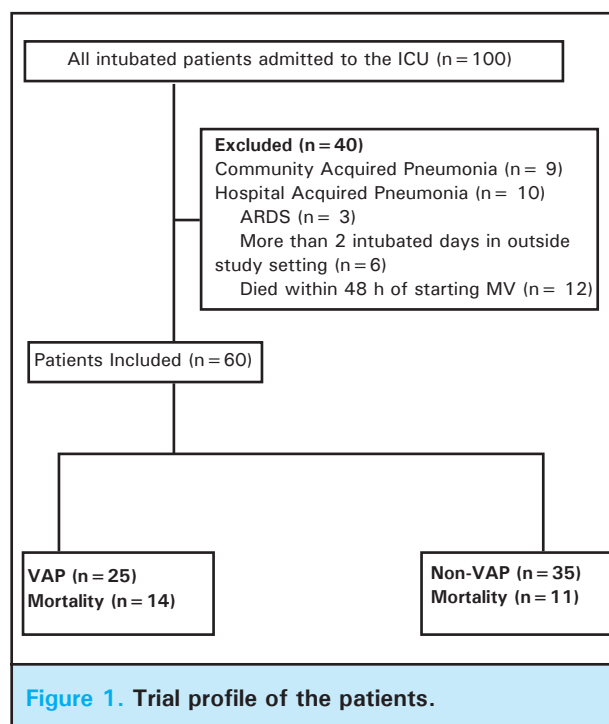 All intubated patients admitted to the ICU (n=100)
Excluded (n=40)
Community Acquired Pneumonia (n= 9)
Hospital Acquired Pneumonia (n= 10)
ARDS (n= 3)
More than 2 intubated days in outside
study setting (n=6)
Died within 48 h of starting MV (n= 12)
Patients Included (n=60)
VAP (n=25)
Mortality (n=14)
Non-VAP (n=35)
Mortality (n=11)
Figure 1. Trial profile of the patients.